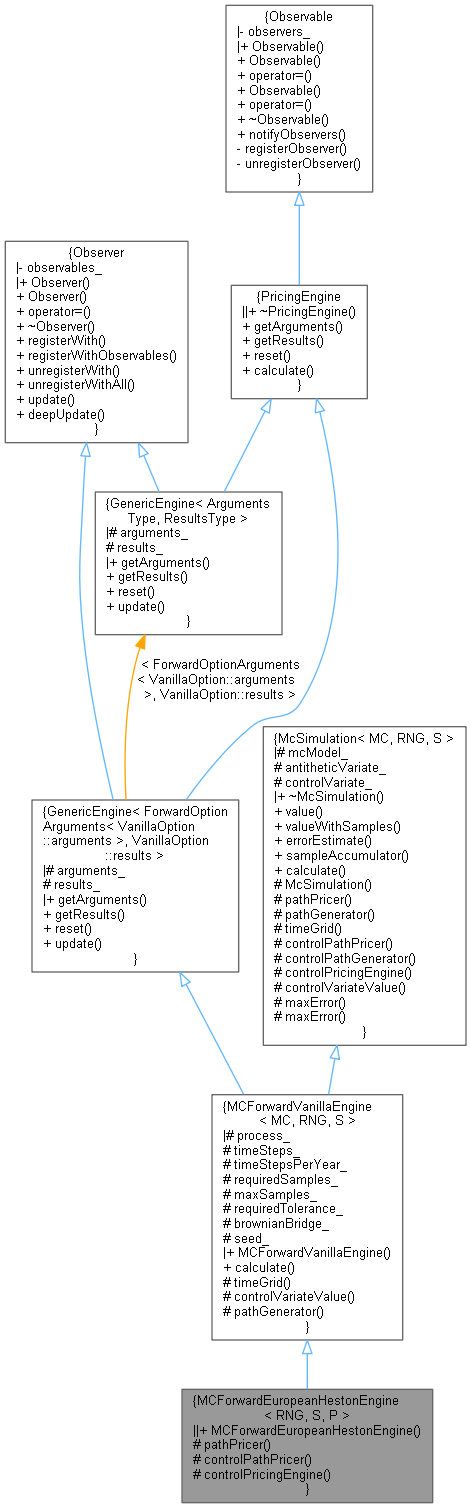 {Observable
|- observers_
|+ Observable()
+ Observable()
+ operator=()
+ Observable()
+ operator=()
+ ~Observable()
+ notifyObservers()
- registerObserver()
- unregisterObserver()
}
{Observer
|- observables_
|+ Observer()
+ Observer()
+ operator=()
+ ~Observer()
+ registerWith()
+ registerWithObservables()
+ unregisterWith()
+ unregisterWithAll()
+ update()
+ deepUpdate()
}
{PricingEngine
||+ ~PricingEngine()
+ getArguments()
+ getResults()
+ reset()
+ calculate()
}
{GenericEngine< Arguments
Type, ResultsType >
|# arguments_
# results_
|+ getArguments()
+ getResults()
+ reset()
+ update()
}
< ForwardOptionArguments
< VanillaOption::arguments
>, VanillaOption::results >
{McSimulation< MC, RNG, S >
|# mcModel_
# antitheticVariate_
# controlVariate_
|+ ~McSimulation()
+ value()
+ valueWithSamples()
+ errorEstimate()
+ sampleAccumulator()
+ calculate()
# McSimulation()
# pathPricer()
# pathGenerator()
# timeGrid()
# controlPathPricer()
# controlPathGenerator()
# controlPricingEngine()
# controlVariateValue()
# maxError()
# maxError()
}
{GenericEngine< ForwardOption
Arguments< VanillaOption
::arguments >, VanillaOption
::results >
|# arguments_
# results_
|+ getArguments()
+ getResults()
+ reset()
+ update()
}
{MCForwardVanillaEngine
< MC, RNG, S >
|# process_
# timeSteps_
# timeStepsPerYear_
# requiredSamples_
# maxSamples_
# requiredTolerance_
# brownianBridge_
# seed_
|+ MCForwardVanillaEngine()
+ calculate()
# timeGrid()
# controlVariateValue()
# pathGenerator()
}
{MCForwardEuropeanHestonEngine
< RNG, S, P >
||+ MCForwardEuropeanHestonEngine()
# pathPricer()
# controlPathPricer()
# controlPricingEngine()
}